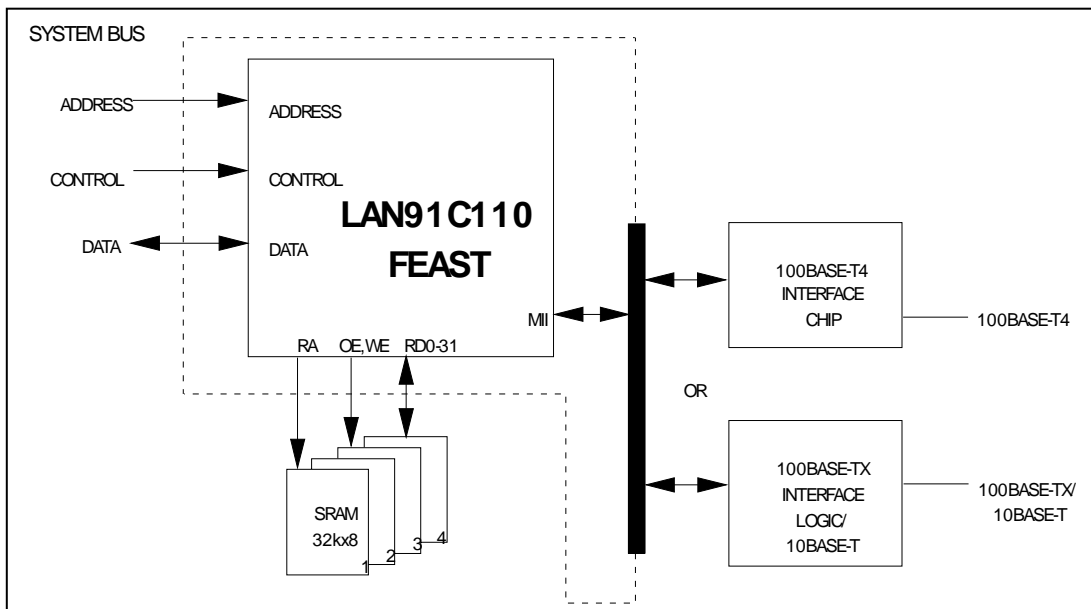 SYSTEM BUS
ADDRESS
ADDRESS
CONTROL
CONTROL
LAN91C110
FEAST
DATA
DATA
MII
RA OE,WE RD0-31
SRAM
32kx8
1
2
3
4
100BASE-T4
INTERFACE
CHIP
100BASE-T4
OR
100BASE-TX
INTERFACE
LOGIC/
10BASE-T
100BASE-TX/
10BASE-T